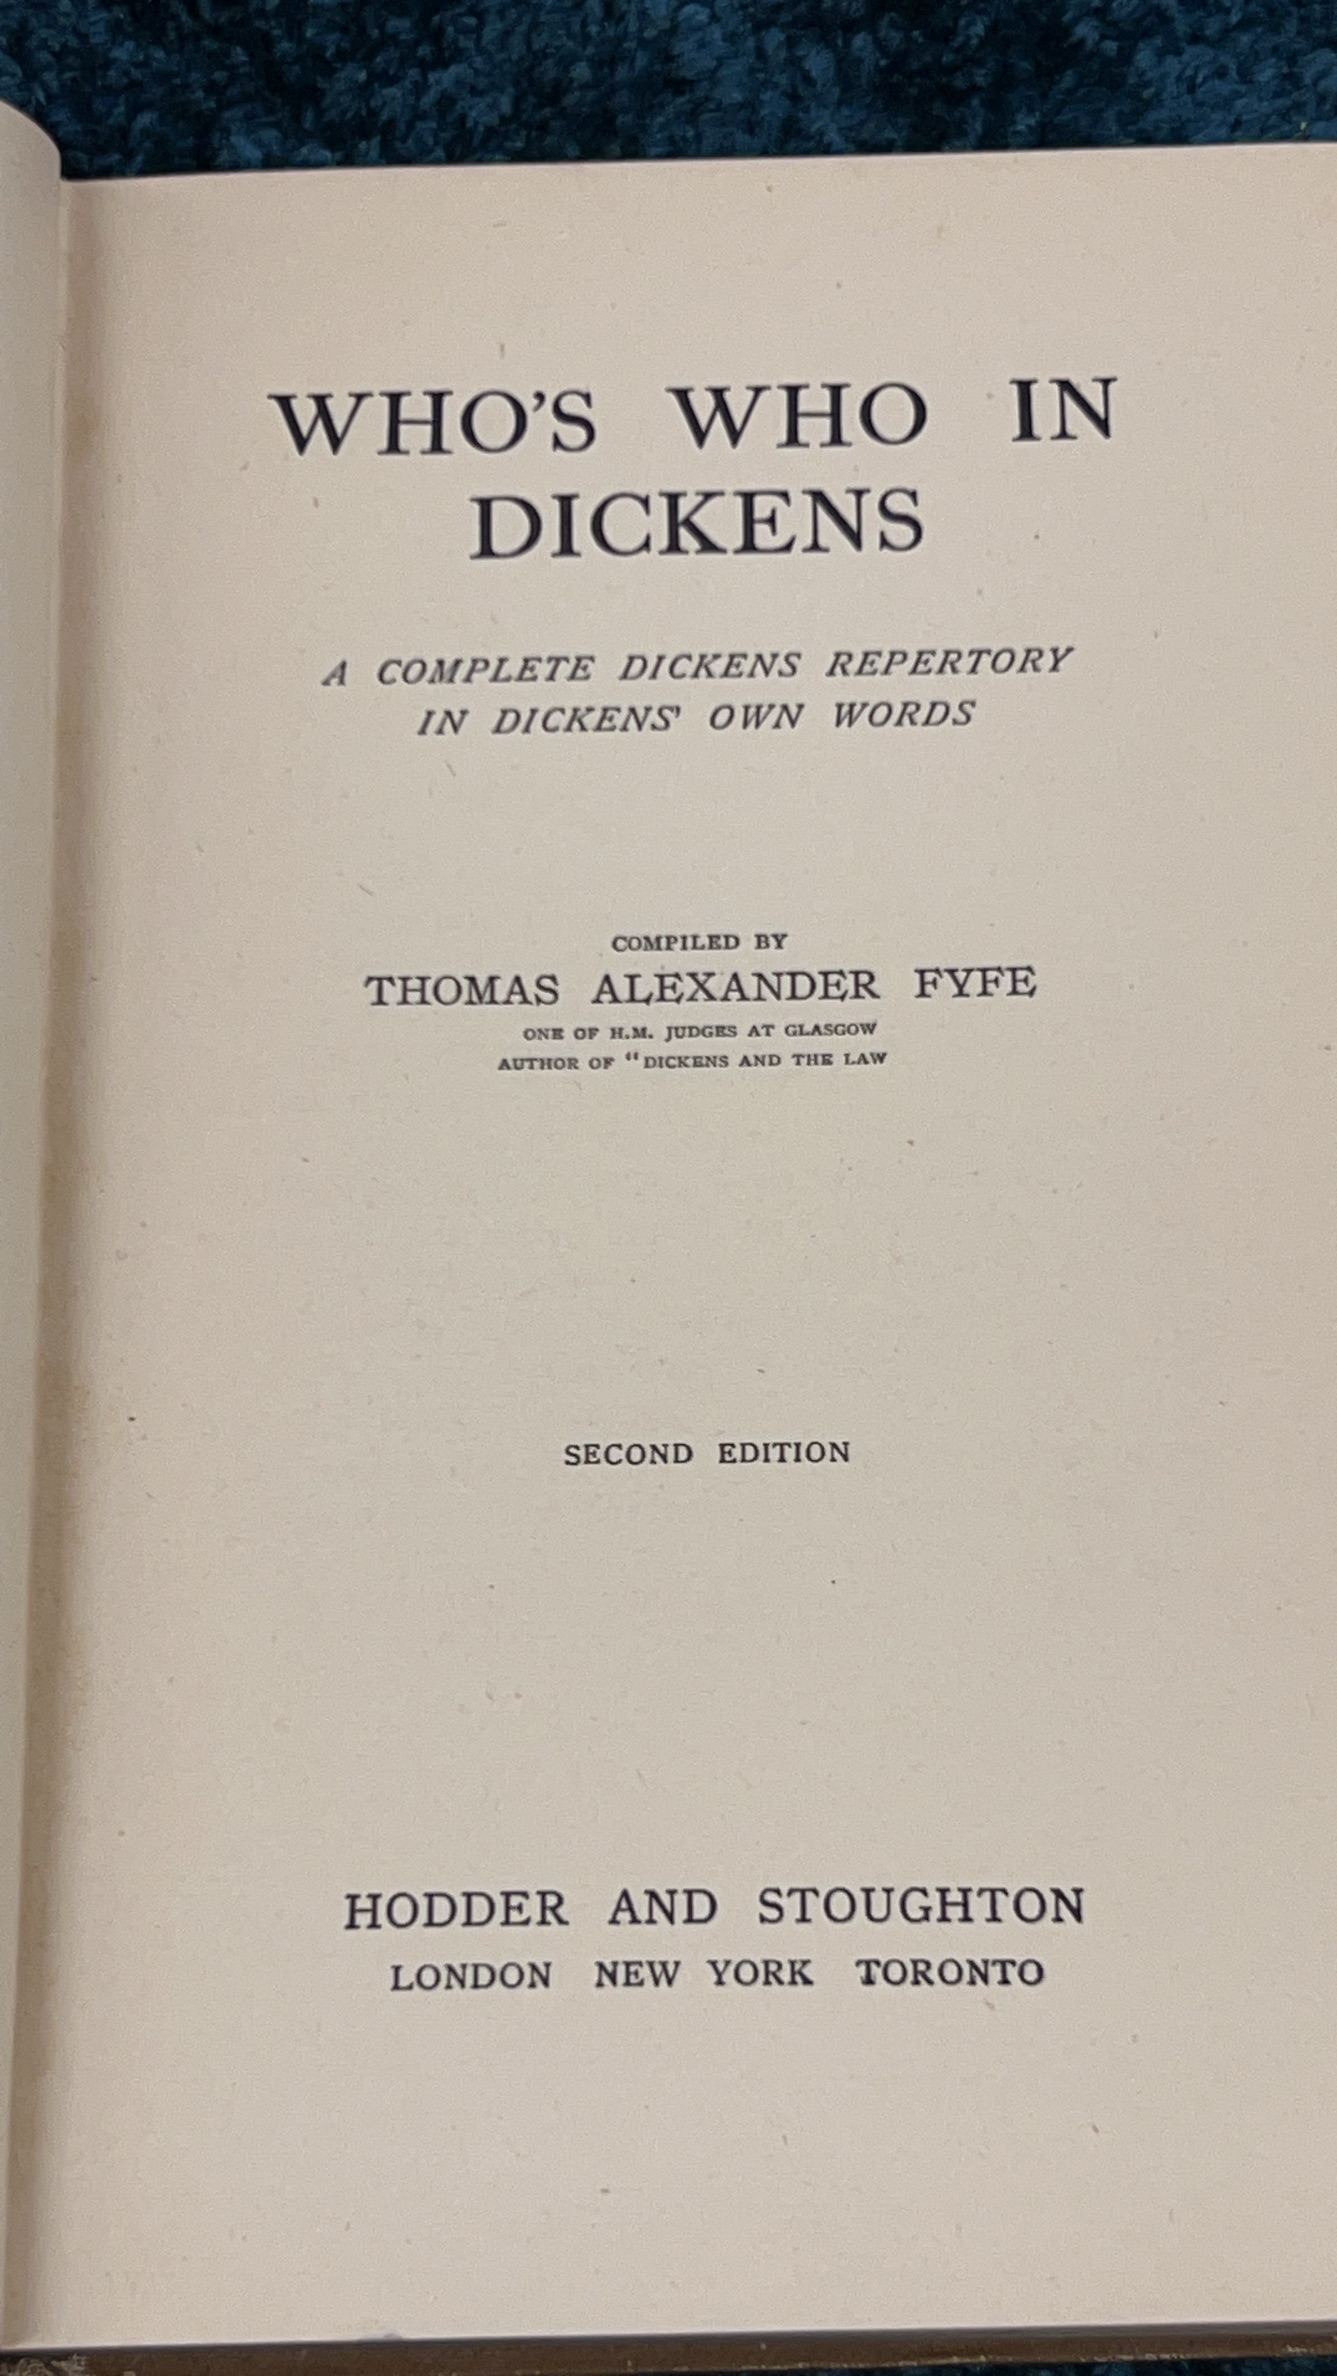 WHO'S WHO IN
DICKENS
A COMPLETE DICKENS REPERTORY
IN DICKENS' OWN WORDS
COMPILED BY
THOMAS ALEXANDER FYFE
ONE OF H.M. JUDGES AT GLASGOW
AUTHOR OF "DICKENS AND THE LAW
SECOND EDITION
HODDER AND STOUGHTON
LONDON NEW YORK TORONTO